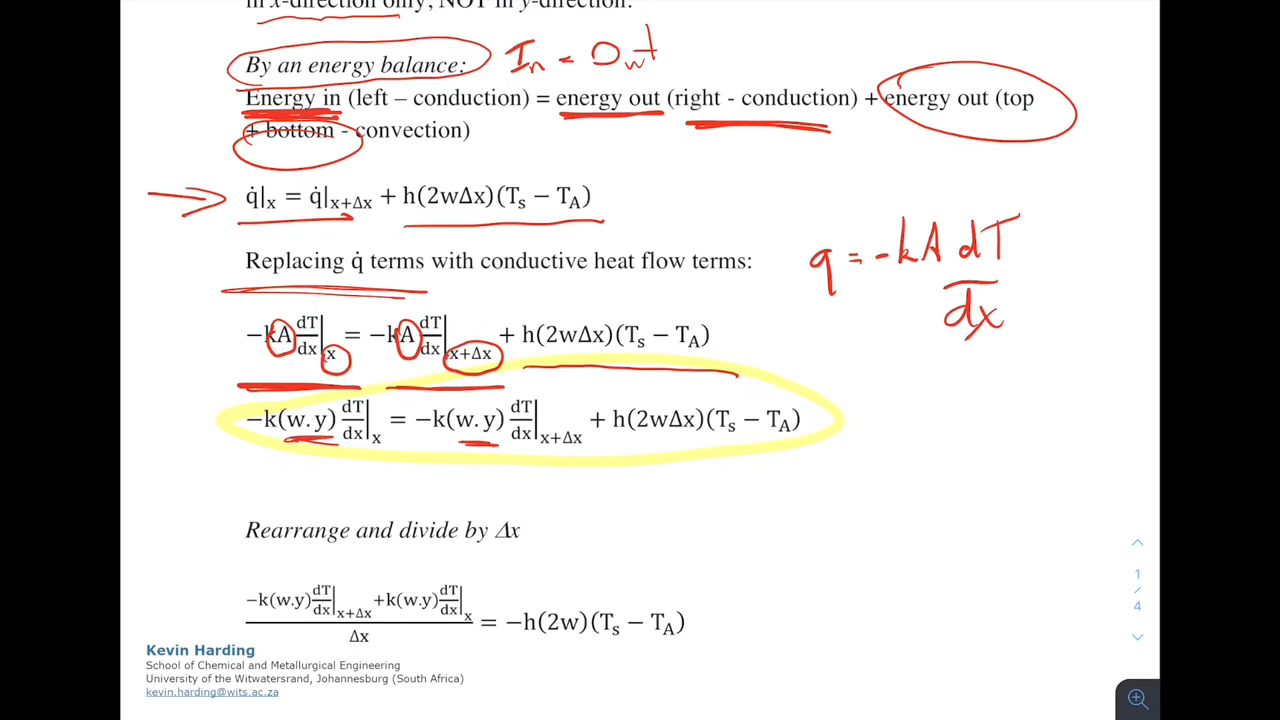 in x-direction only, NOT in y-direction.
By an energy balance: In = Out
Energy in (left – conduction) = energy out (right - conduction) + energy out (top
+ bottom - convection)
q̇|x = q̇|x+Δx + h(2wΔx)(Ts − TA)
Replacing q̇ terms with conductive heat flow terms:
q = -kA dT/dx
−kA dT/dx|x = −kA dT/dx|x+Δx + h(2wΔx)(Ts − TA)
−k(w.y) dT/dx|x = −k(w.y) dT/dx|x+Δx + h(2wΔx)(Ts − TA)
Rearrange and divide by Δx
−k(w.y) dT/dx|x+Δx +k(w.y) dT/dx|x
Δx
= −h(2w)(Ts − TA)
Kevin Harding
School of Chemical and Metallurgical Engineering
University of the Witwatersrand, Johannesburg (South Africa)
kevin.harding@wits.ac.za
1
/
4